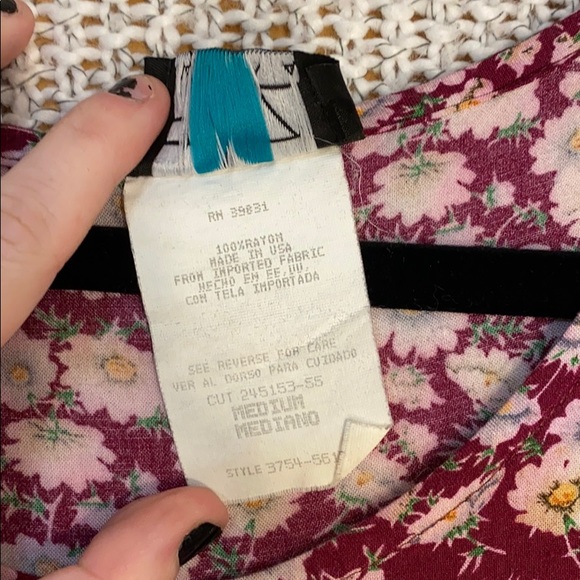 RN 39031
100%RAYON
MADE IN USA
FROM IMPORTED FABRIC
HECHO EN EE.UU.
CON TELA IMPORTADA
SEE REVERSE FOR CARE
VER AL DORSO PARA CUIDADO
CUT 245153-55
MEDIUM
MEDIANO
STYLE 3754-551